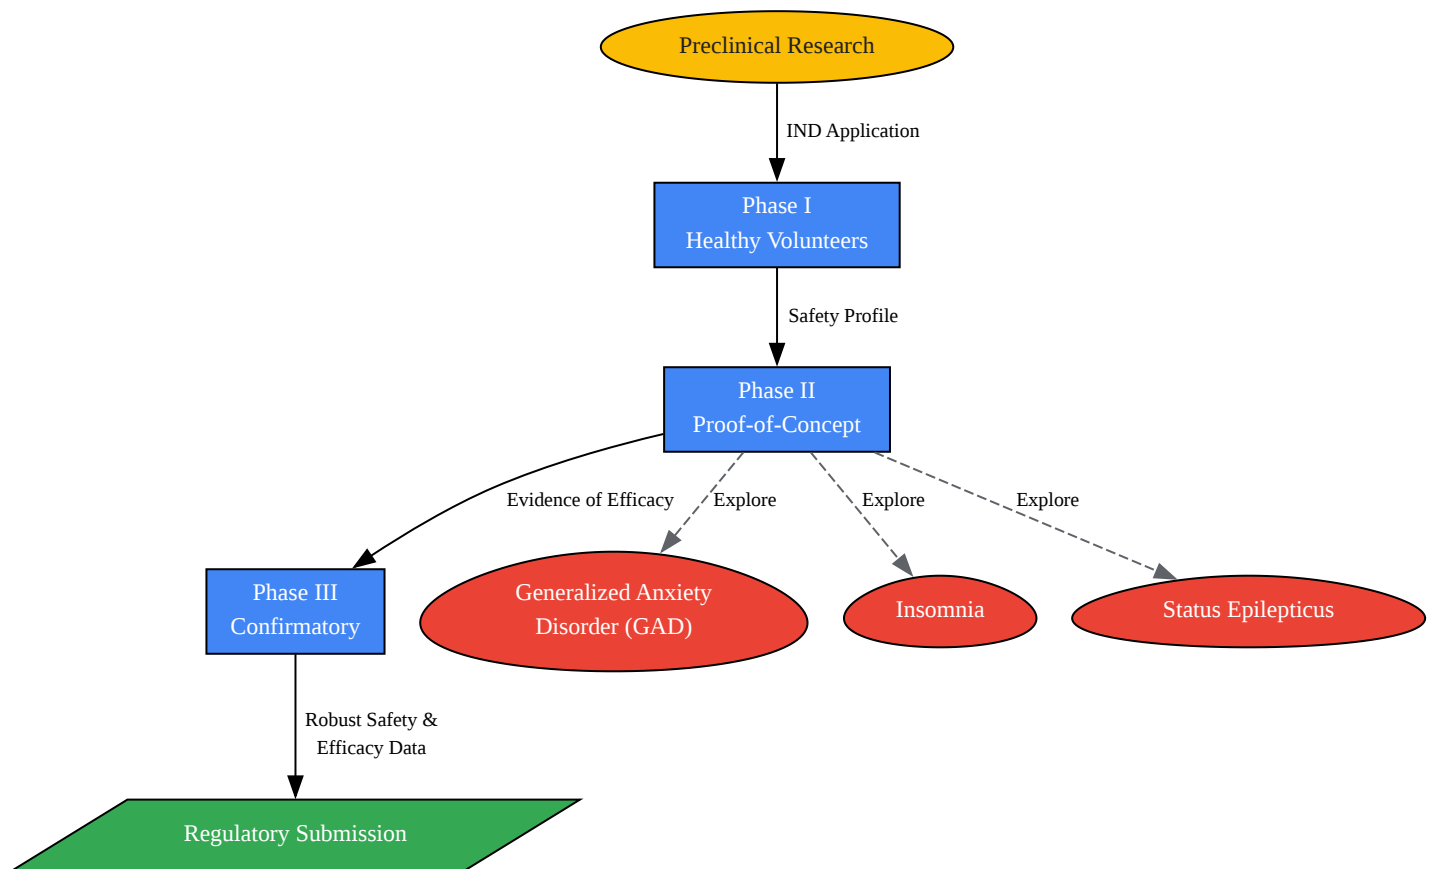 Preclinical Research
IND Application
Phase I
Healthy Volunteers
Safety Profile
Phase II
Proof-of-Concept
Evidence of Efficacy
Explore
Explore
Explore
Phase III
Confirmatory
Generalized Anxiety
Disorder (GAD)
Insomnia
Status Epilepticus
Robust Safety &
Efficacy Data
Regulatory Submission